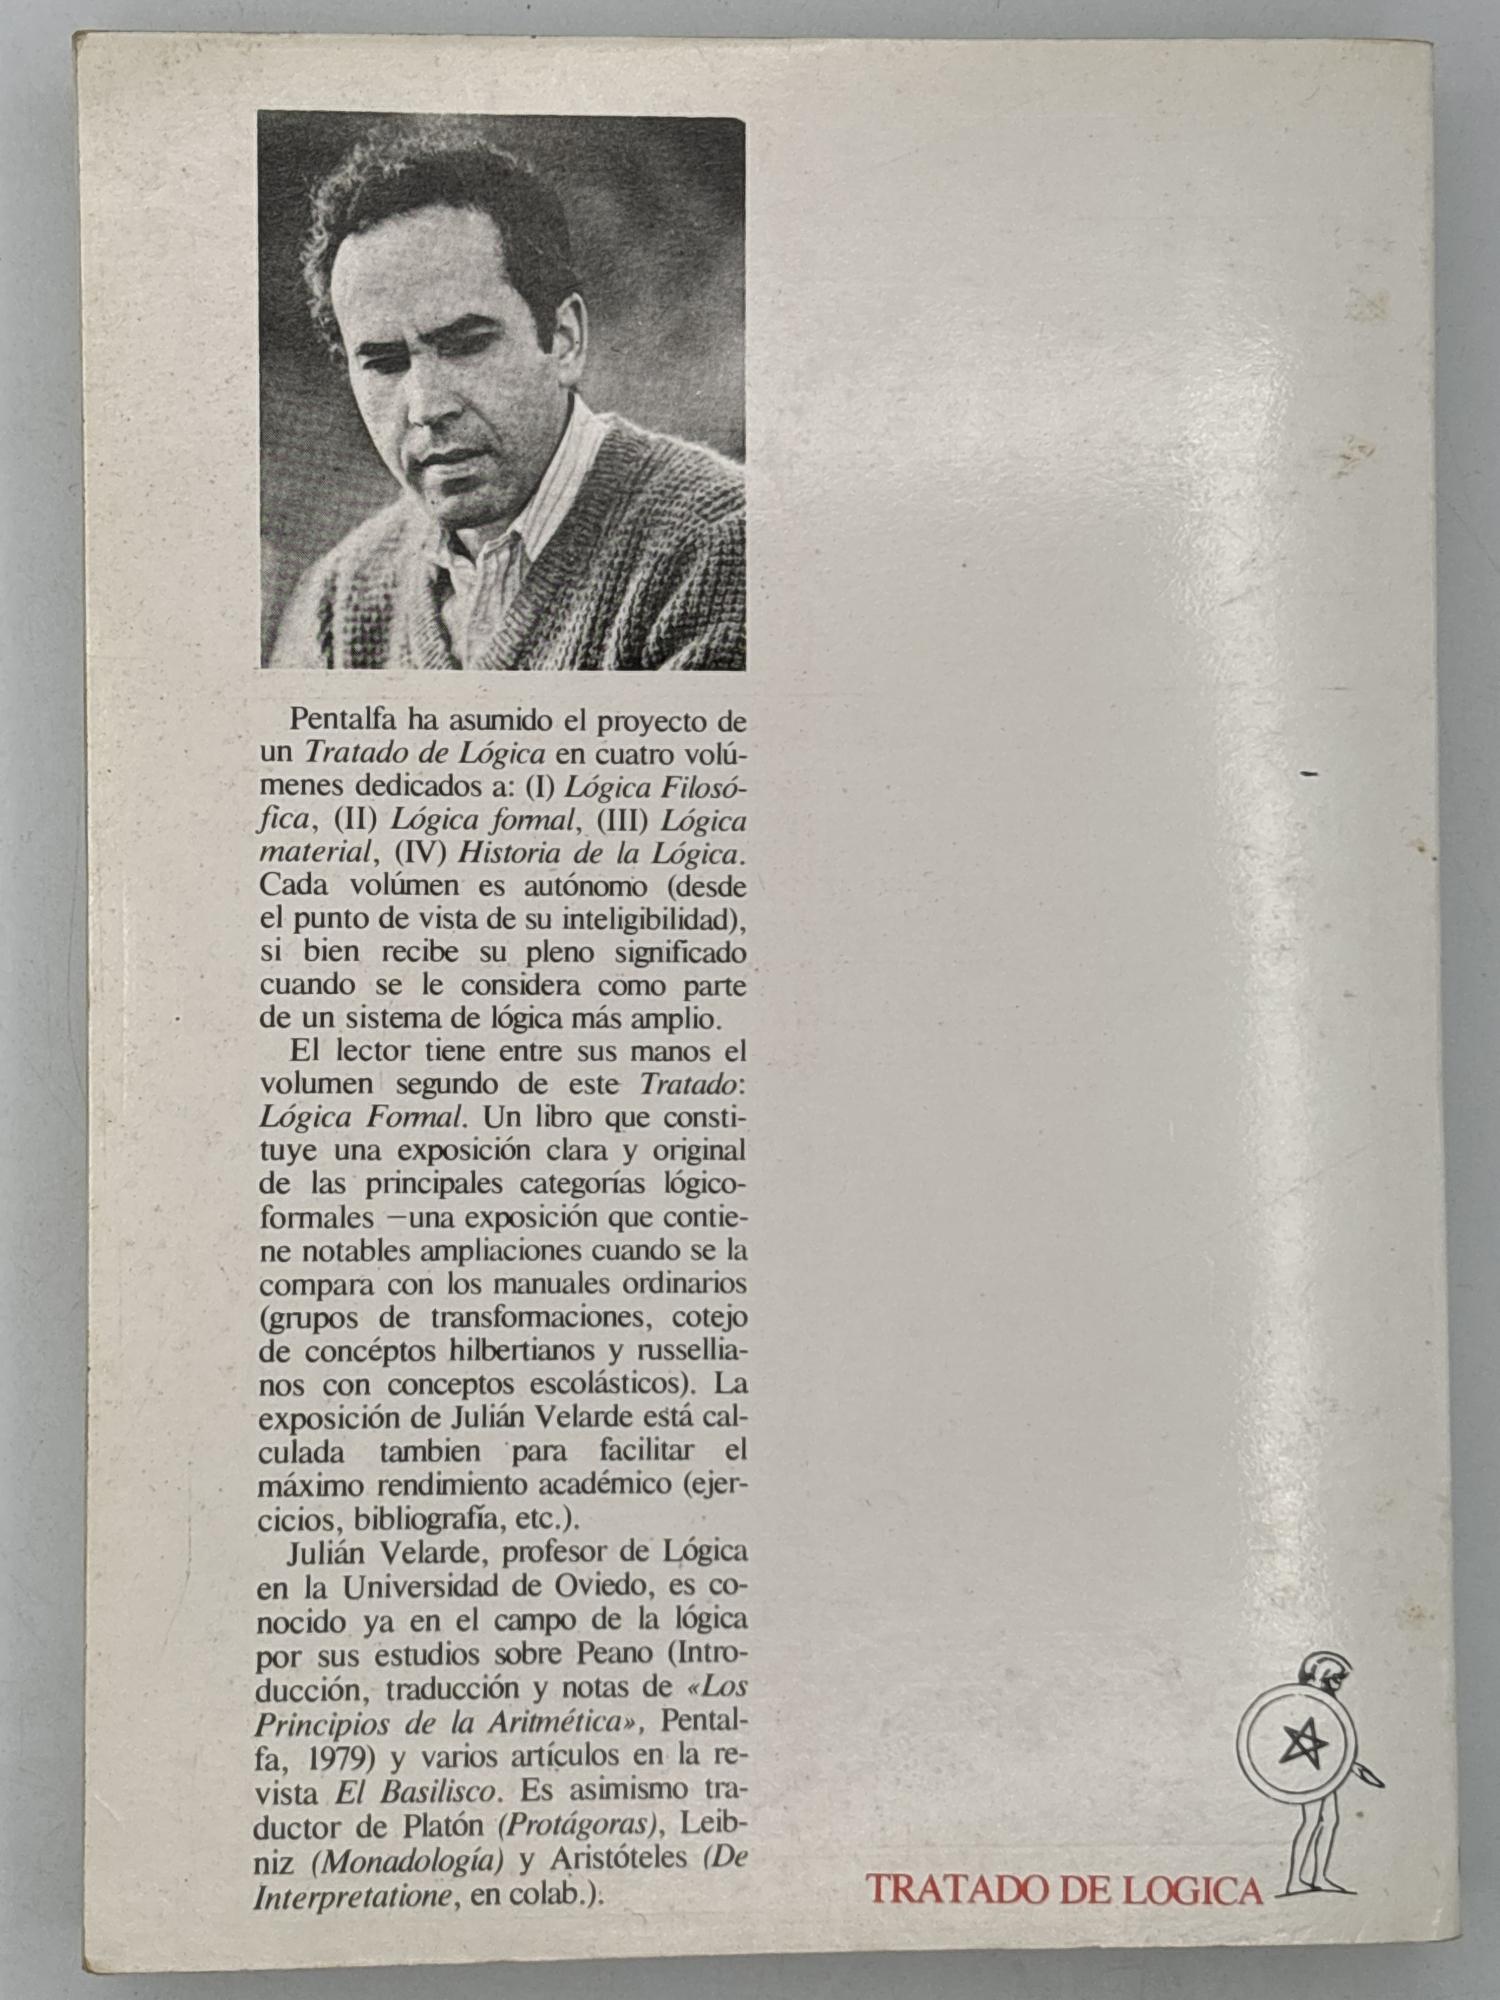 Pentalfa ha asumido el proyecto de
un Tratado de Lógica en cuatro volú-
menes dedicados a: (I) Lógica Filosó-
fica, (II) Lógica formal, (III) Lógica
material, (IV) Historia de la Lógica.
Cada volúmen es autónomo (desde
el punto de vista de su inteligibilidad),
si bien recibe su pleno significado
cuando se le considera como parte
de un sistema de lógica más amplio.
El lector tiene entre sus manos el
volumen segundo de este Tratado:
Lógica Formal. Un libro que consti-
tuye una exposición clara y original
de las principales categorías lógico-
formales —una exposición que contie-
ne notables ampliaciones cuando se la
compara con los manuales ordinarios
(grupos de transformaciones, cotejo
de concéptos hilbertianos y russellia-
nos con conceptos escolásticos). La
exposición de Julián Velarde está cal-
culada tambien para facilitar el
máximo rendimiento académico (ejer-
cicios, bibliografía, etc.).
Julián Velarde, profesor de Lógica
en la Universidad de Oviedo, es co-
nocido ya en el campo de la lógica
por sus estudios sobre Peano (Intro-
ducción, traducción y notas de «Los
Principios de la Aritmética», Pental-
fa, 1979) y varios artículos en la re-
vista El Basilisco. Es asimismo tra-
ductor de Platón (Protágoras), Leib-
niz (Monadología) y Aristóteles (De
Interpretatione, en colab.).
TRATADO DE LOGICA